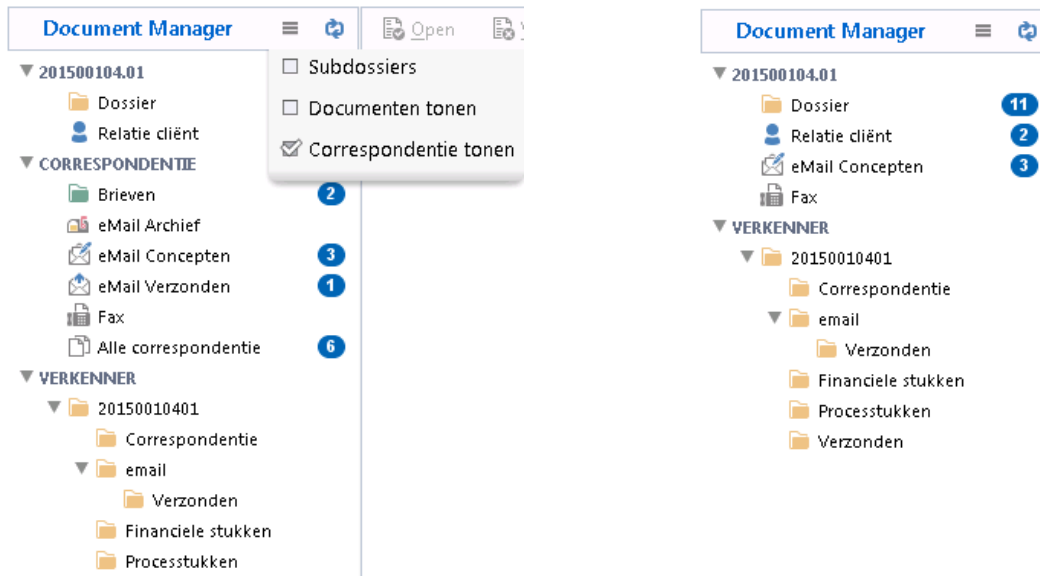 Document Manager
Open
Subdossiers
Documenten tonen
Correspondentie tonen
201500104.01
Dossier
Relatie cliënt
CORRESPONDENTIE
Brieven 2
eMail Archief
eMail Concepten 3
eMail Verzonden 1
Fax
Alle correspondentie 6
VERKENNER
20150010401
Correspondentie
email
Verzonden
Financiele stukken
Processtukken
Document Manager
201500104.01
Dossier 11
Relatie cliënt 2
eMail Concepten 3
Fax
VERKENNER
20150010401
Correspondentie
email
Verzonden
Financiele stukken
Processtukken
Verzonden